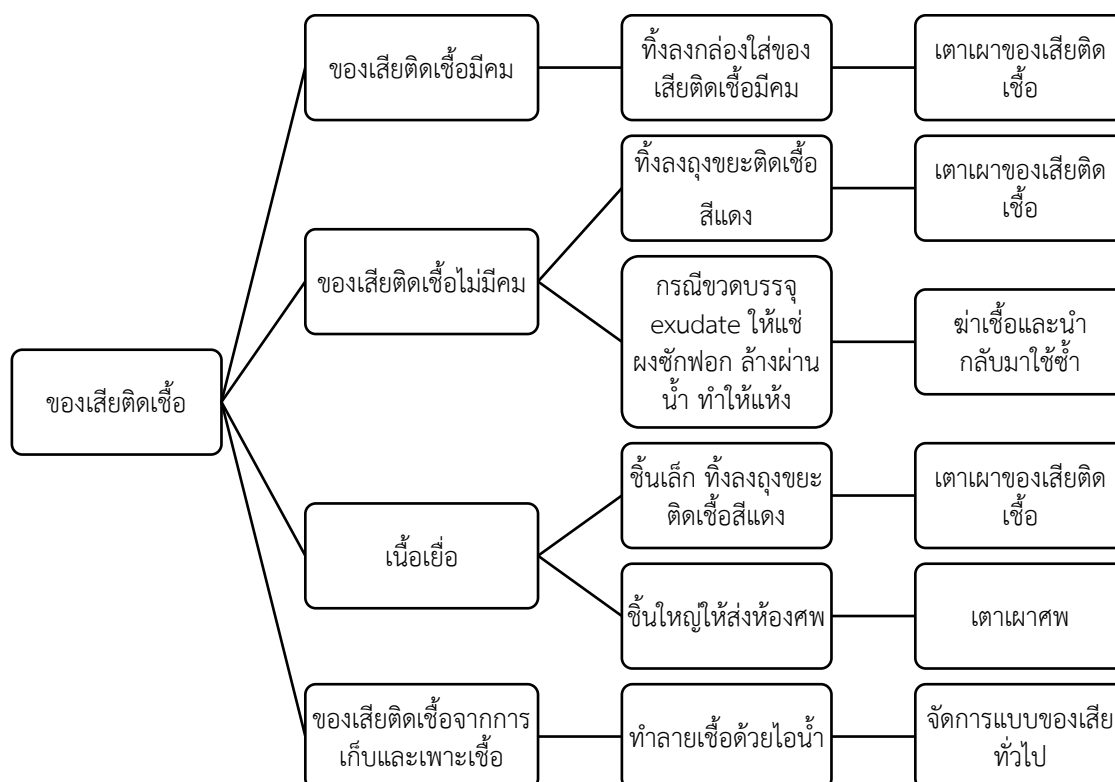 ของเสียติดเชื้อ
ของเสียติดเชื้อมีคม
ทิ้งลงกล่องใส่ของ
เสียติดเชื้อมีคม
เตาเผาของเสียติด
เชื้อ
ของเสียติดเชื้อไม่มีคม
ทิ้งลงถุงขยะติดเชื้อ
สีแดง
เตาเผาของเสียติด
เชื้อ
กรณีขวดบรรจุ
exudate ให้แช่
ผงซักฟอก ล้างผ่าน
น้ำ ทำให้แห้ง
ฆ่าเชื้อและนำ
กลับมาใช้ซ้ำ
เนื้อเยื่อ
ชิ้นเล็ก ทิ้งลงถุงขยะ
ติดเชื้อสีแดง
เตาเผาของเสียติด
เชื้อ
ชิ้นใหญ่ให้ส่งห้องศพ
เตาเผาศพ
ของเสียติดเชื้อจากการ
เก็บและเพาะเชื้อ
ทำลายเชื้อด้วยไอน้ำ
จัดการแบบของเสีย
ทั่วไป